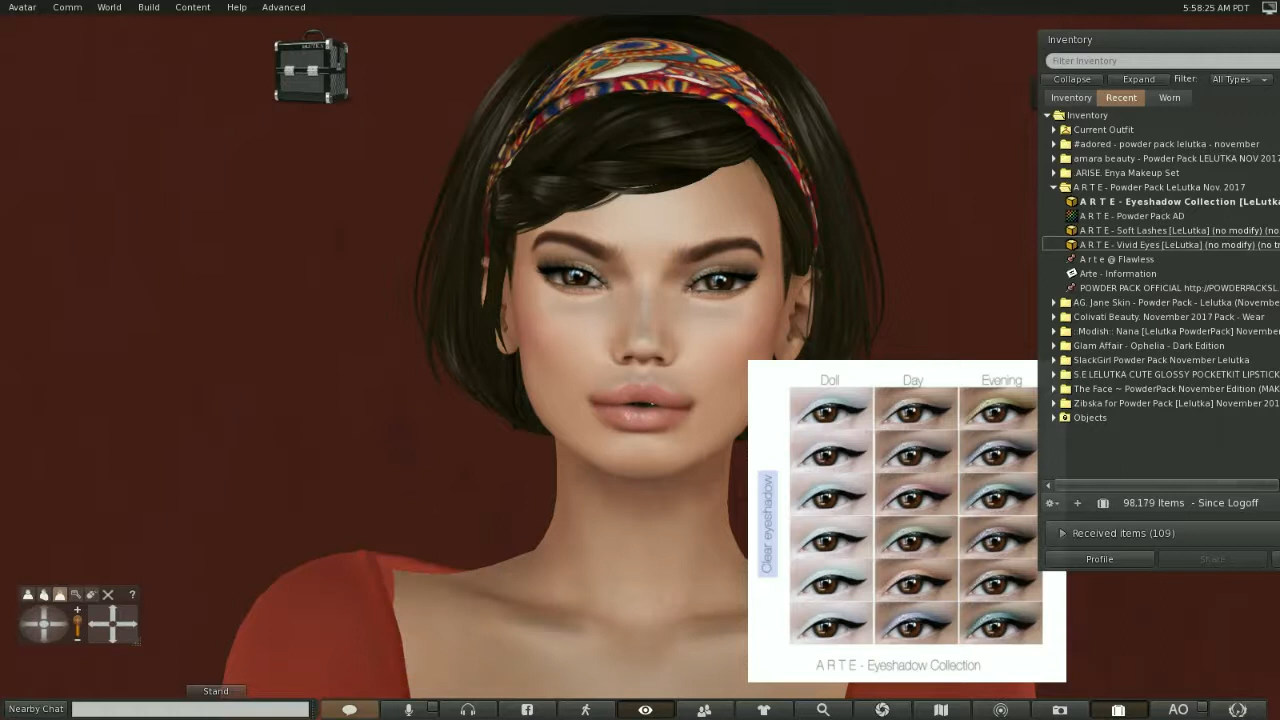 Avatar Comm World Build Content Help Advanced
5:58:25 AM PDT
Inventory
Filter Inventory
Collapse Expand Filter: All Types
Inventory Recent Worn
Inventory
Current Outfit
#adored - powder pack lelutka - november
amara beauty - Powder Pack LELUTKA NOV 2017
.ARISE. Enya Makeup Set
A R T E - Powder Pack LeLutka Nov. 2017
A R T E - Eyeshadow Collection [LeLutka
A R T E - Powder Pack AD
A R T E - Soft Lashes [LeLutka] (no modify) (no
A R T E - Vivid Eyes [LeLutka] (no modify) (no t
A r t e @ Flawless
Arte - Information
POWDER PACK OFFICIAL http://POWDERPACKSL.
AG. Jane Skin - Powder Pack - Lelutka (Novembe
Colivati Beauty. November 2017 Pack - Wear
: Modish:: Nana [Lelutka PowderPack] November
Glam Affair - Ophelia - Dark Edition
SlackGirl Powder Pack November Lelutka
S.E LELUTKA CUTE GLOSSY POCKETKIT LIPSTICK
The Face ~ PowderPack November Edition (MAK
Zibska for Powder Pack [Lelutka] November 201
Objects
98,179 Items - Since Logoff
Received items (109)
Profile Share
Doll Day Evening
Clear eyeshadow
A R T E - Eyeshadow Collection
?
Stand
Nearby Chat
AO